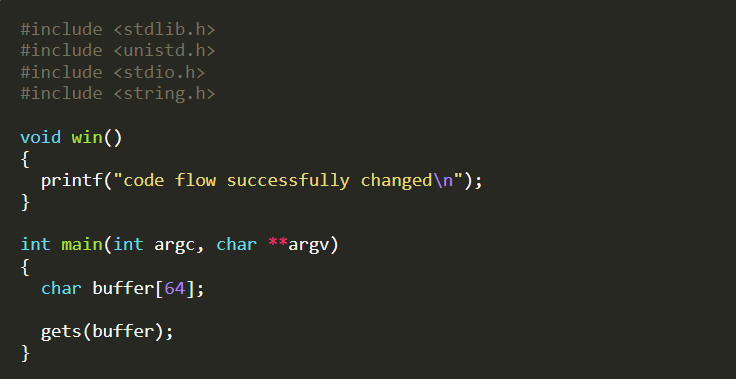 #include <stdlib.h>
#include <unistd.h>
#include <stdio.h>
#include <string.h>

void win()
{
  printf("code flow successfully changed\n");
}

int main(int argc, char **argv)
{
  char buffer[64];

  gets(buffer);
}